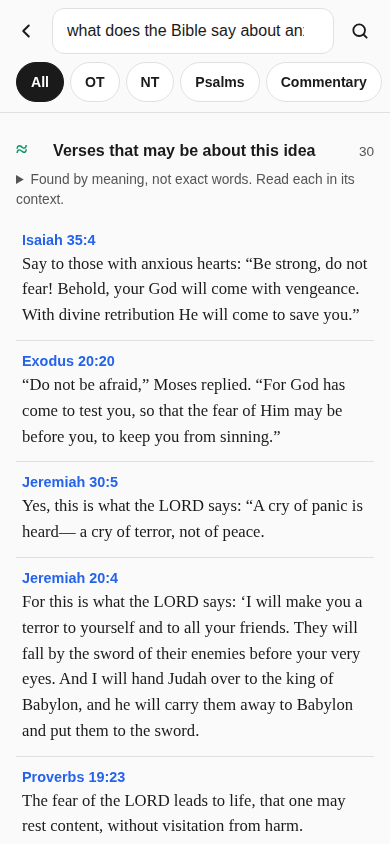 what does the Bible say about an
All
OT
NT
Psalms
Commentary
≈ Verses that may be about this idea 30
▶ Found by meaning, not exact words. Read each in its
context.
Isaiah 35:4
Say to those with anxious hearts: “Be strong, do not
fear! Behold, your God will come with vengeance.
With divine retribution He will come to save you.”
Exodus 20:20
“Do not be afraid,” Moses replied. “For God has
come to test you, so that the fear of Him may be
before you, to keep you from sinning.”
Jeremiah 30:5
Yes, this is what the LORD says: “A cry of panic is
heard— a cry of terror, not of peace.
Jeremiah 20:4
For this is what the LORD says: ‘I will make you a
terror to yourself and to all your friends. They will
fall by the sword of their enemies before your very
eyes. And I will hand Judah over to the king of
Babylon, and he will carry them away to Babylon
and put them to the sword.
Proverbs 19:23
The fear of the LORD leads to life, that one may
rest content, without visitation from harm.